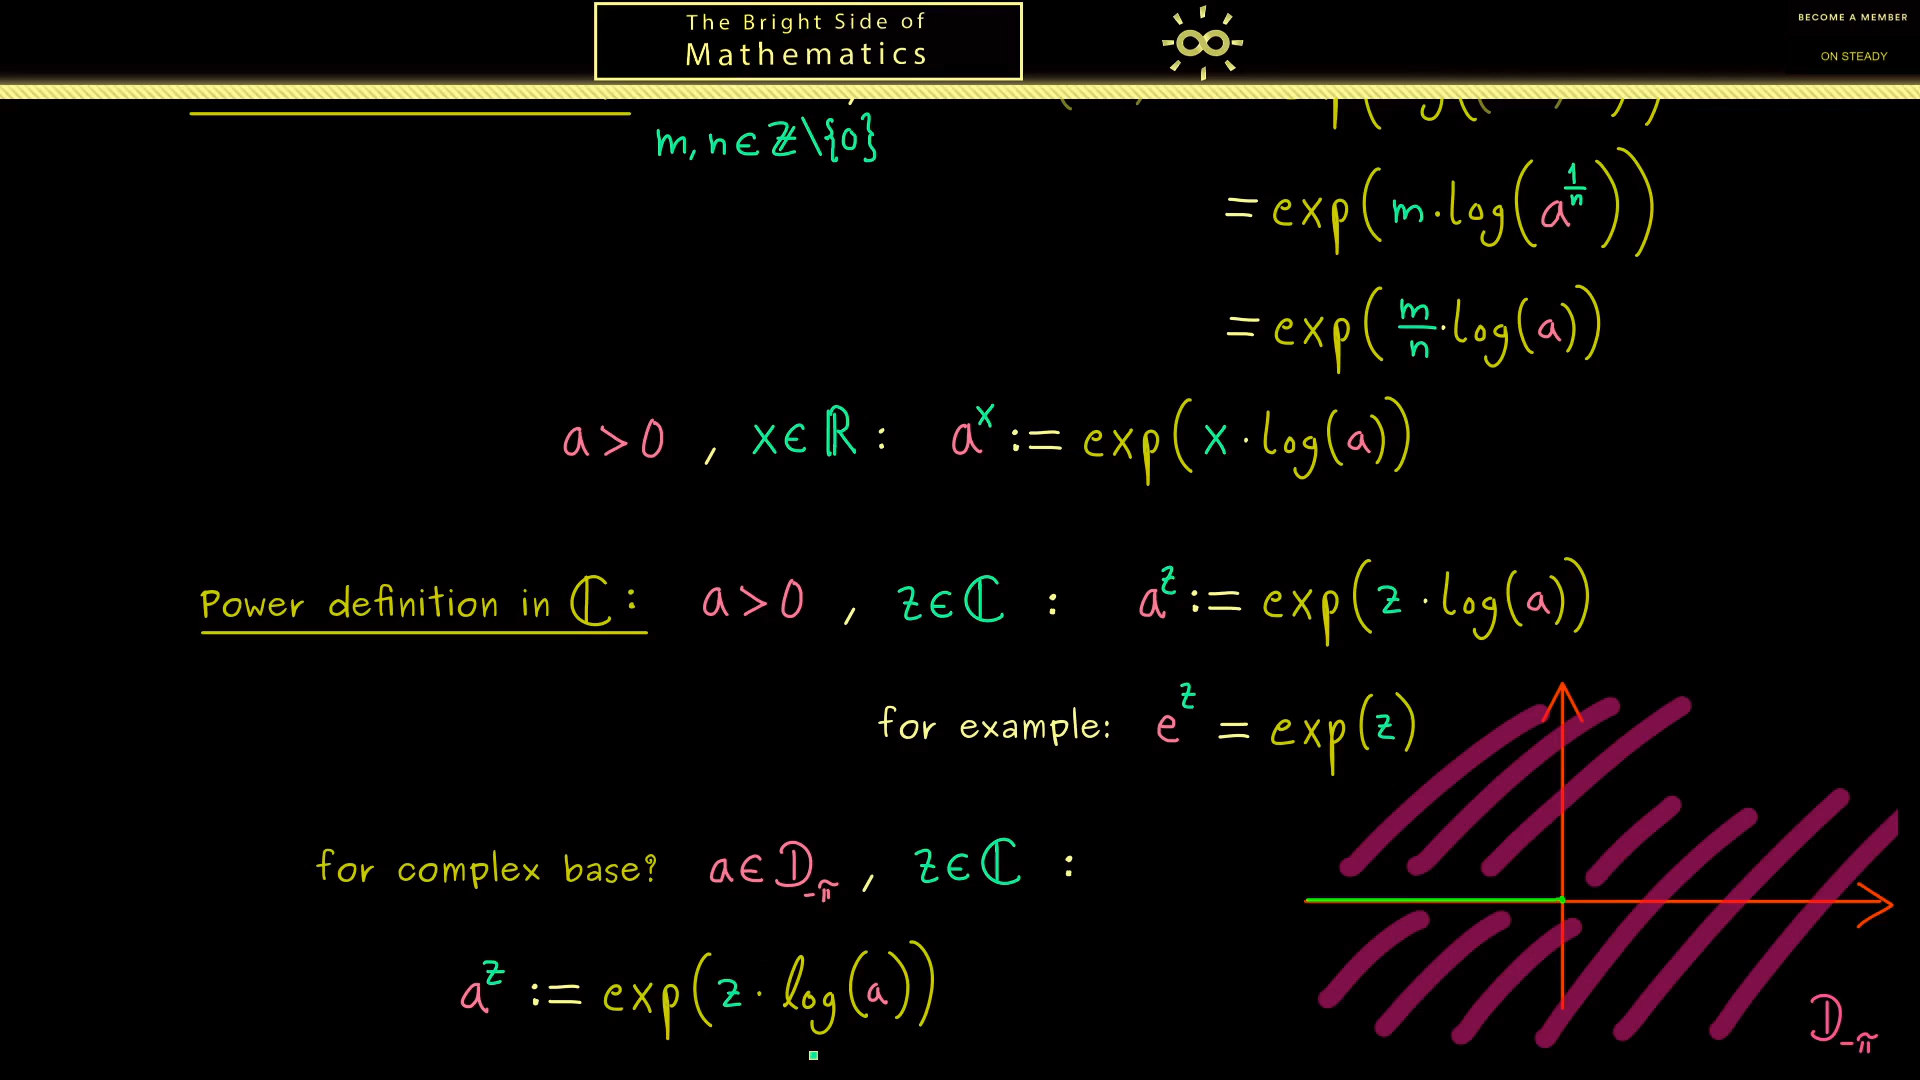 The Bright Side of
Mathematics
BECOME A MEMBER
ON STEADY
m, n ∈ ℤ\{0}
= exp(m · log(a^{1/n}))
= exp(m/n · log(a))
a > 0 , x ∈ ℝ : a^x := exp(x · log(a))
Power definition in ℂ: a > 0 , z ∈ ℂ : a^z := exp(z · log(a))
for example: e^z = exp(z)
for complex base? a ∈ D_{-π} , z ∈ ℂ :
a^z := exp(z · log(a))
D_{-π}